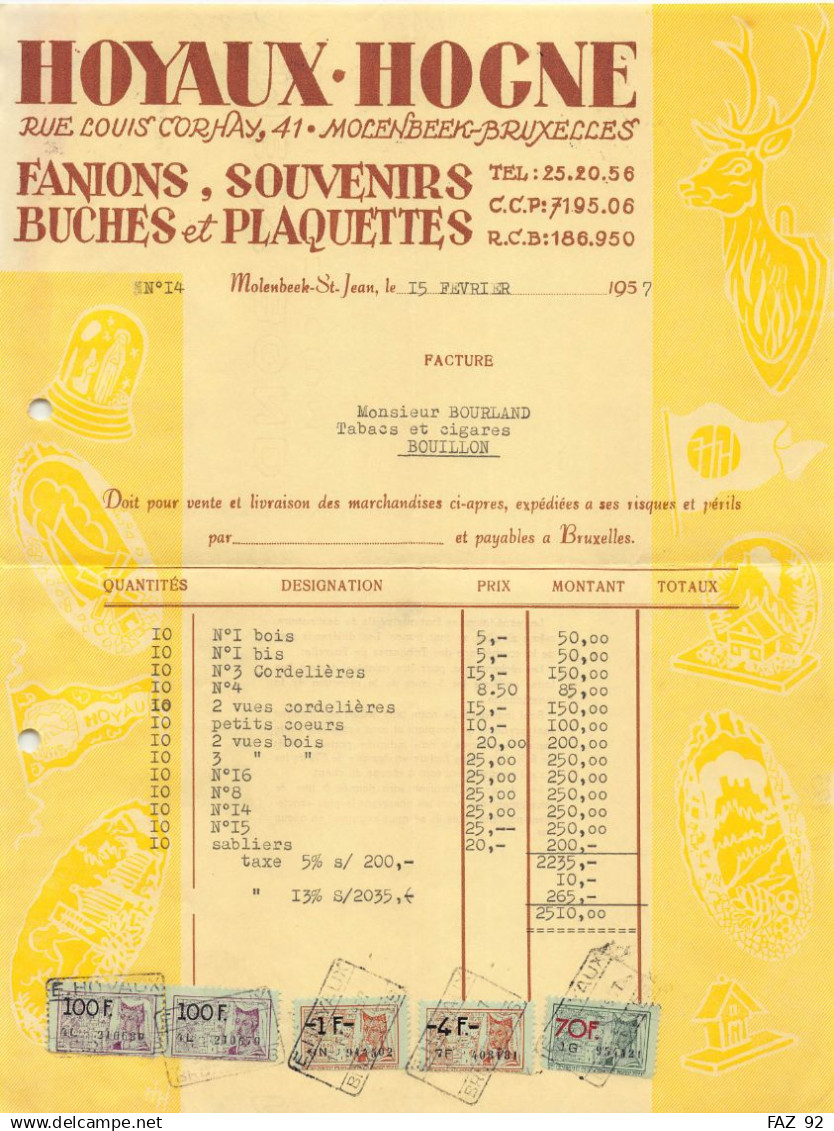 HOYAUX · HOGNE
RUE LOUIS CORHAY, 41 • MOLENBEEK-BRUXELLES
FANIONS, SOUVENIRS
BUCHES et PLAQUETTES
TEL : 25.20.56
C.C.P : 7195.06
R.C.B : 186.950
N°I4 Molenbeek-St-Jean, le I5 FEVRIER 1957
FACTURE
Monsieur BOURLAND
Tabacs et cigares
BOUILLON
Doit pour vente et livraison des marchandises ci-apres, expédiées a ses risques et périls
par et payables a Bruxelles.
QUANTITÉS DESIGNATION PRIX MONTANT TOTAUX
IO N°I bois 5,- 50,00
IO N°I bis 5,- 50,00
IO N°3 Cordelières I5,- I50,00
IO N°4 8.50 85,00
IO 2 vues cordelières I5,- I50,00
IO petits coeurs IO,- I00,00
IO 2 vues bois 20,00 200,00
IO 3 " " 25,00 250,00
IO N°I6 25,00 250,00
IO N°8 25,00 250,00
IO N°I4 25,00 250,00
IO N°I5 25,-- 250,00
IO sabliers 20,- 200,-
taxe 5% s/ 200,- 2235,-
IO,-
" I3% S/2035,- 265,-
25I0,00
HOYAUX
E. HOYAUX
100 F.
100 F.
-1 F-
-4 F-
70F.
FAZ 92